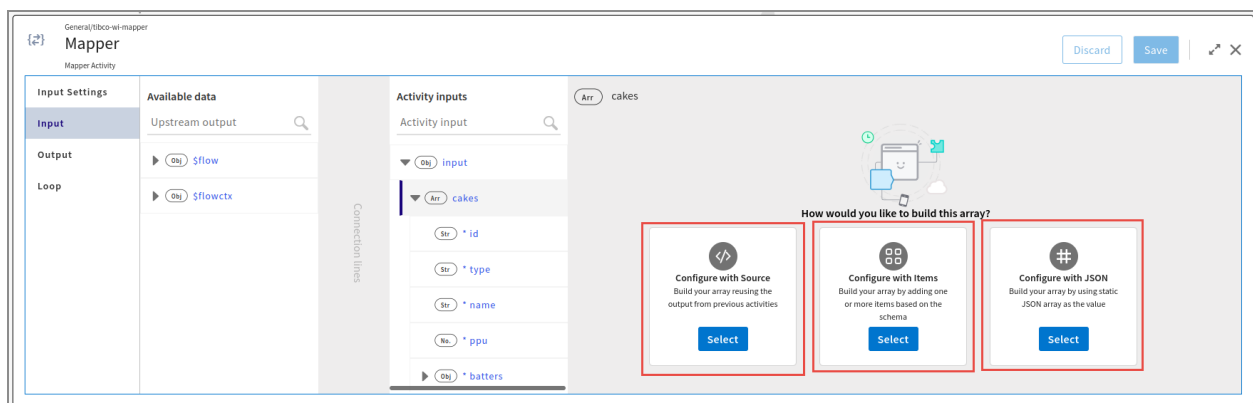 General/tibco-wi-mapper
Mapper
Mapper Activity
Discard
Save
Input Settings
Input
Output
Loop
Available data
Upstream output
Obj $flow
Obj $flowctx
Connection lines
Activity inputs
Activity input
Obj input
Arr cakes
Str * id
Str * type
Str * name
No. * ppu
Obj * batters
Arr cakes
How would you like to build this array?
Configure with Source
Build your array reusing the
output from previous activities
Select
Configure with Items
Build your array by adding one
or more items based on the
schema
Select
Configure with JSON
Build your array by using static
JSON array as the value
Select